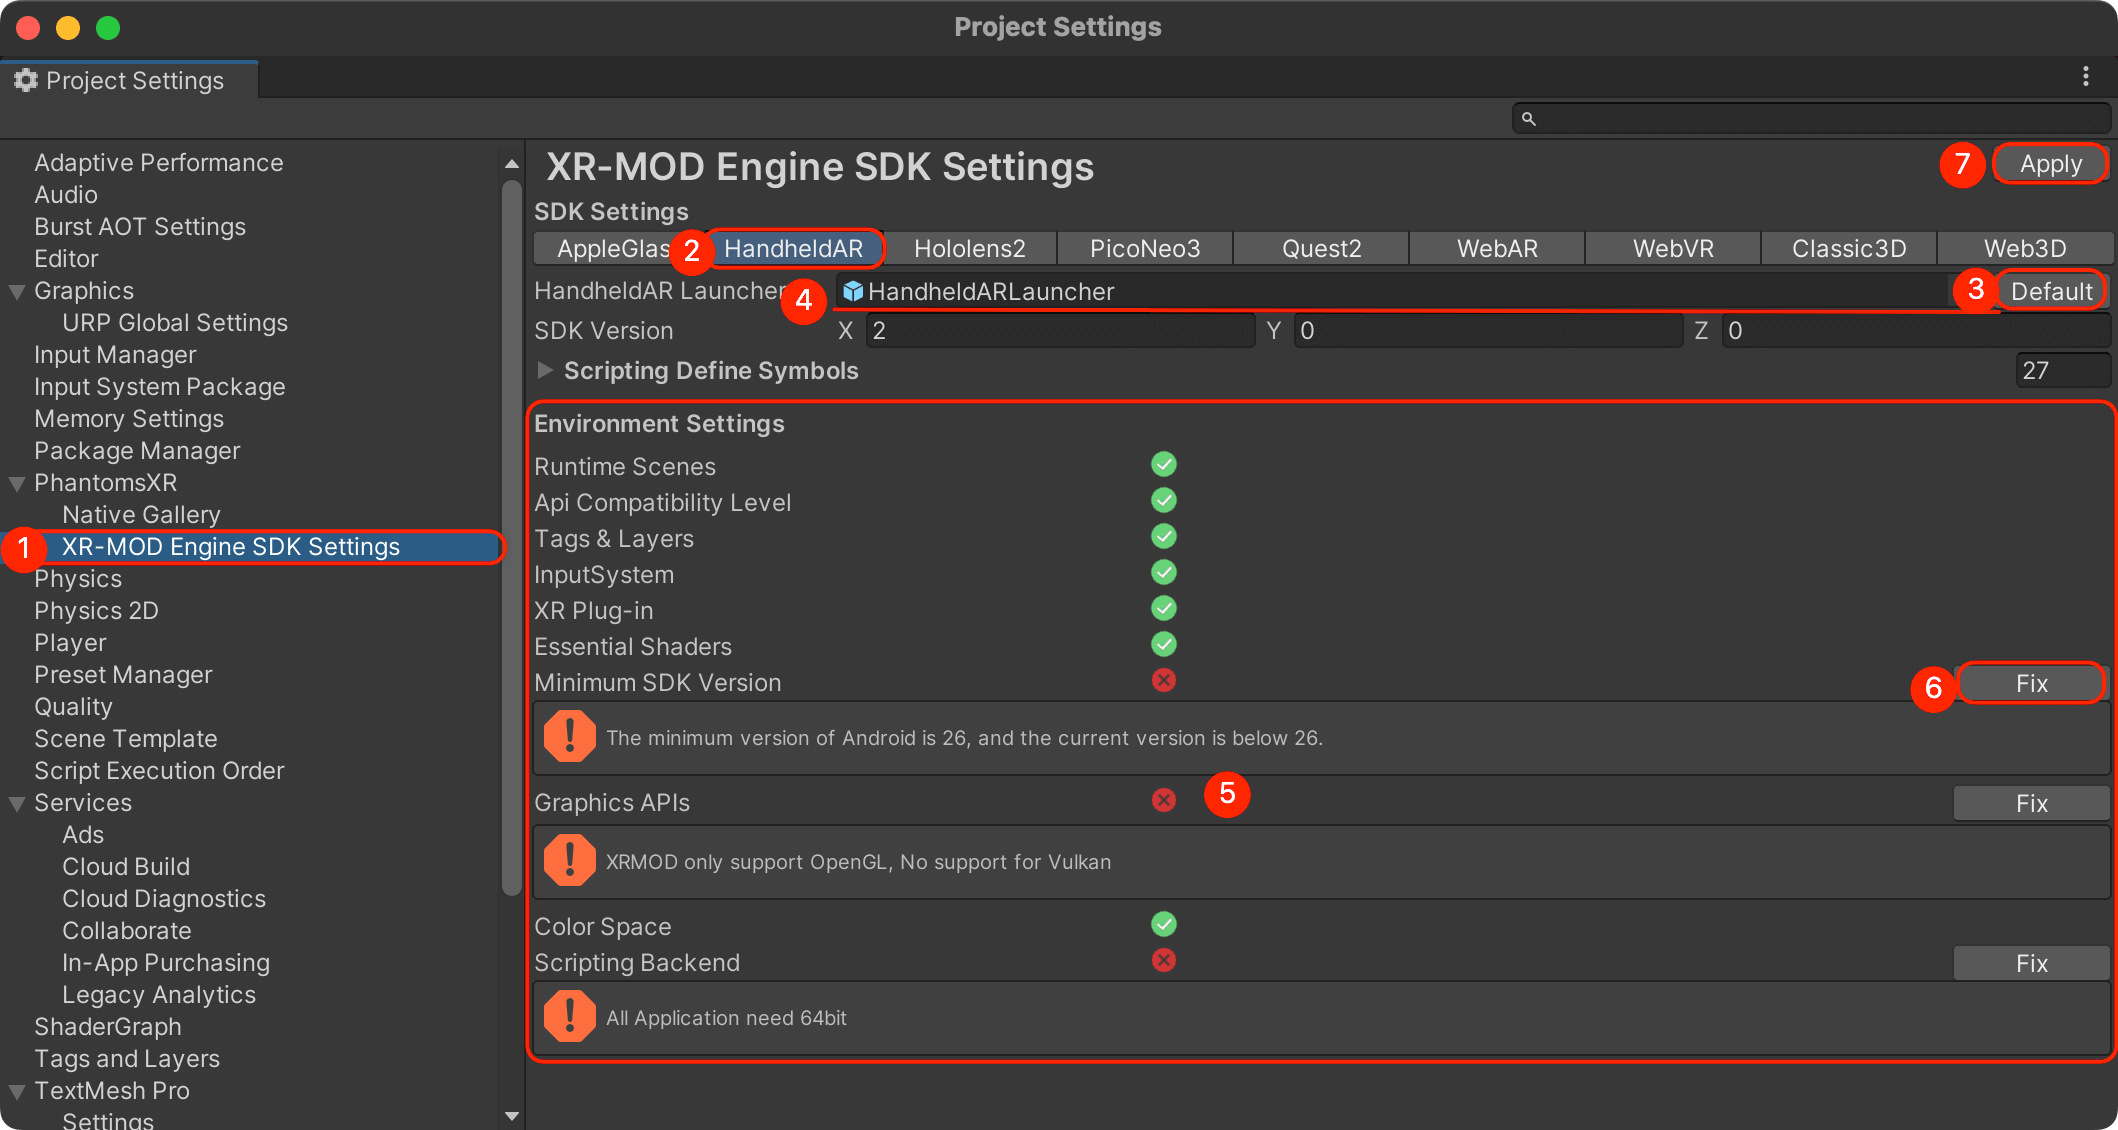 Project Settings
Project Settings
Adaptive Performance
Audio
Burst AOT Settings
Editor
Graphics
URP Global Settings
Input Manager
Input System Package
Memory Settings
Package Manager
PhantomsXR
Native Gallery
1 XR-MOD Engine SDK Settings
Physics
Physics 2D
Player
Preset Manager
Quality
Scene Template
Script Execution Order
Services
Ads
Cloud Build
Cloud Diagnostics
Collaborate
In-App Purchasing
Legacy Analytics
ShaderGraph
Tags and Layers
TextMesh Pro
Settings
XR-MOD Engine SDK Settings 7 Apply
SDK Settings
AppleGlas 2 HandheldAR Hololens2 PicoNeo3 Quest2 WebAR WebVR Classic3D Web3D
HandheldAR Launcher 4 HandheldARLauncher 3 Default
SDK Version X 2 Y 0 Z 0
Scripting Define Symbols 27
Environment Settings
Runtime Scenes
Api Compatibility Level
Tags & Layers
InputSystem
XR Plug-in
Essential Shaders
Minimum SDK Version 6 Fix
The minimum version of Android is 26, and the current version is below 26.
Graphics APIs 5 Fix
XRMOD only support OpenGL, No support for Vulkan
Color Space
Scripting Backend Fix
All Application need 64bit